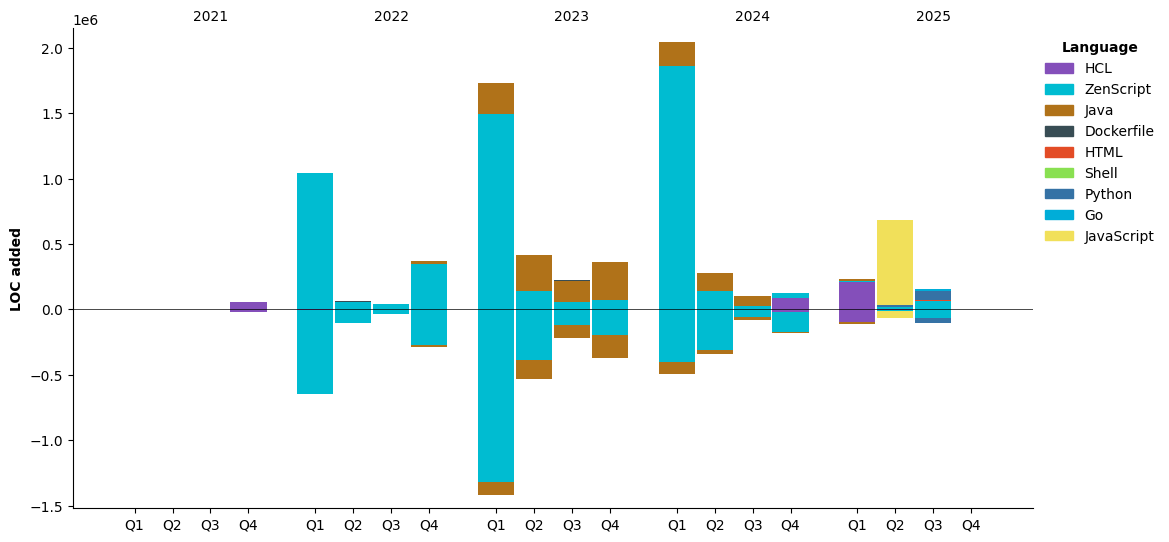 1e6
2021 2022 2023 2024 2025
2.0
1.5
1.0
0.5
0.0
−0.5
−1.0
−1.5
LOC added
Q1 Q2 Q3 Q4 Q1 Q2 Q3 Q4 Q1 Q2 Q3 Q4 Q1 Q2 Q3 Q4 Q1 Q2 Q3 Q4
Language
HCL
ZenScript
Java
Dockerfile
HTML
Shell
Python
Go
JavaScript